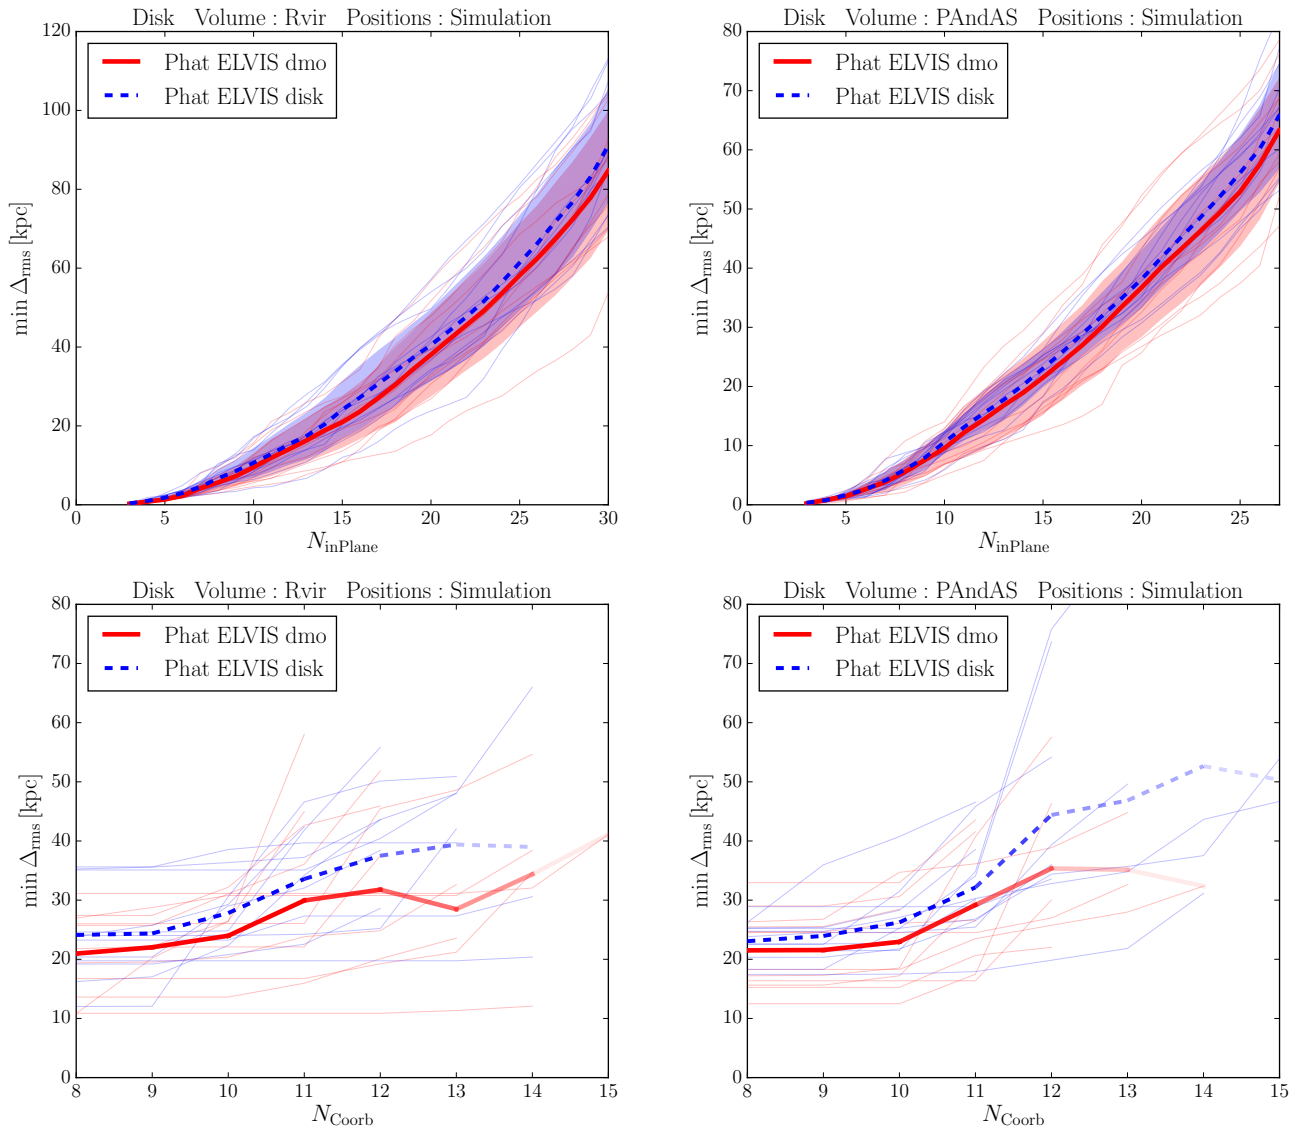 Disk Volume : Rvir Positions : Simulation
120
100
80
60
40
20
0
min Δrms [kpc]
Phat ELVIS dmo
Phat ELVIS disk
0 5 10 15 20 25 30
NinPlane
Disk Volume : PAndAS Positions : Simulation
80
70
60
50
40
30
20
10
0
min Δrms [kpc]
Phat ELVIS dmo
Phat ELVIS disk
0 5 10 15 20 25
NinPlane
Disk Volume : Rvir Positions : Simulation
80
70
60
50
40
30
20
10
0
min Δrms [kpc]
Phat ELVIS dmo
Phat ELVIS disk
8 9 10 11 12 13 14 15
NCoorb
Disk Volume : PAndAS Positions : Simulation
80
70
60
50
40
30
20
10
0
min Δrms [kpc]
Phat ELVIS dmo
Phat ELVIS disk
8 9 10 11 12 13 14 15
NCoorb